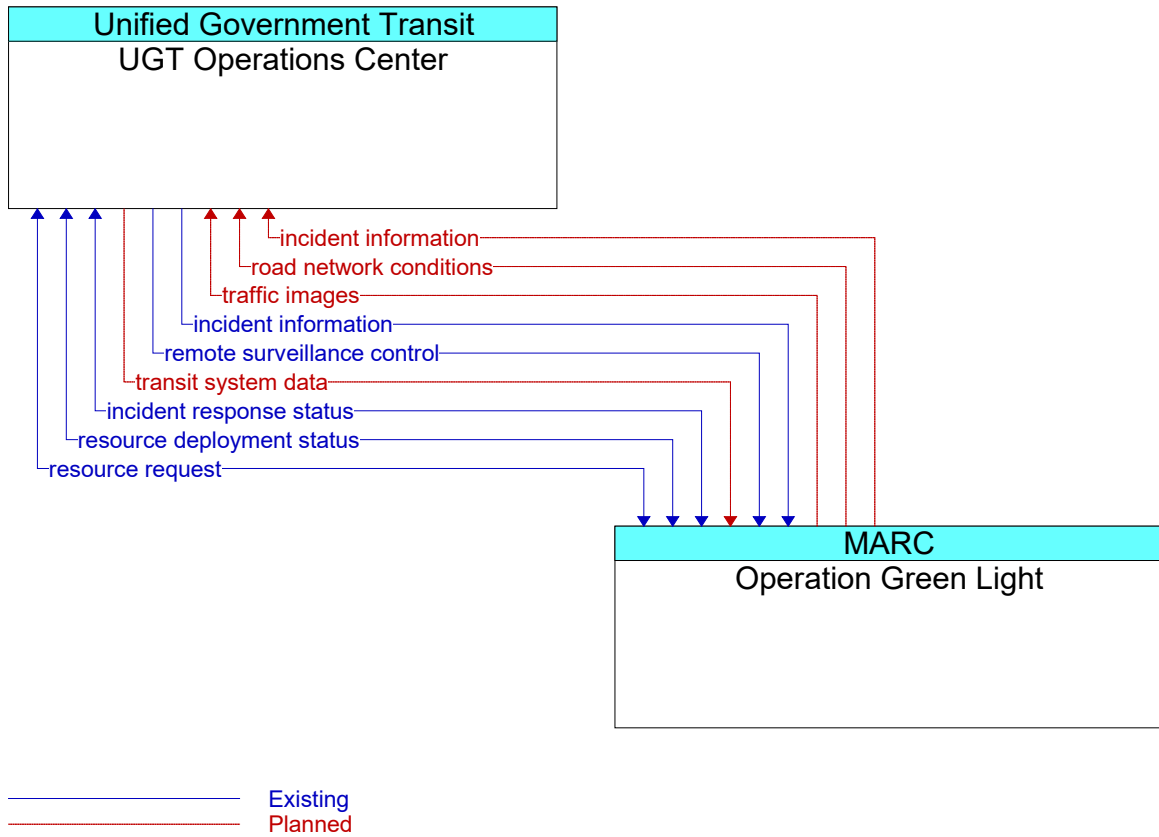 Unified Government Transit
UGT Operations Center
incident information
road network conditions
traffic images
incident information
remote surveillance control
transit system data
incident response status
resource deployment status
resource request
MARC
Operation Green Light
Existing
Planned